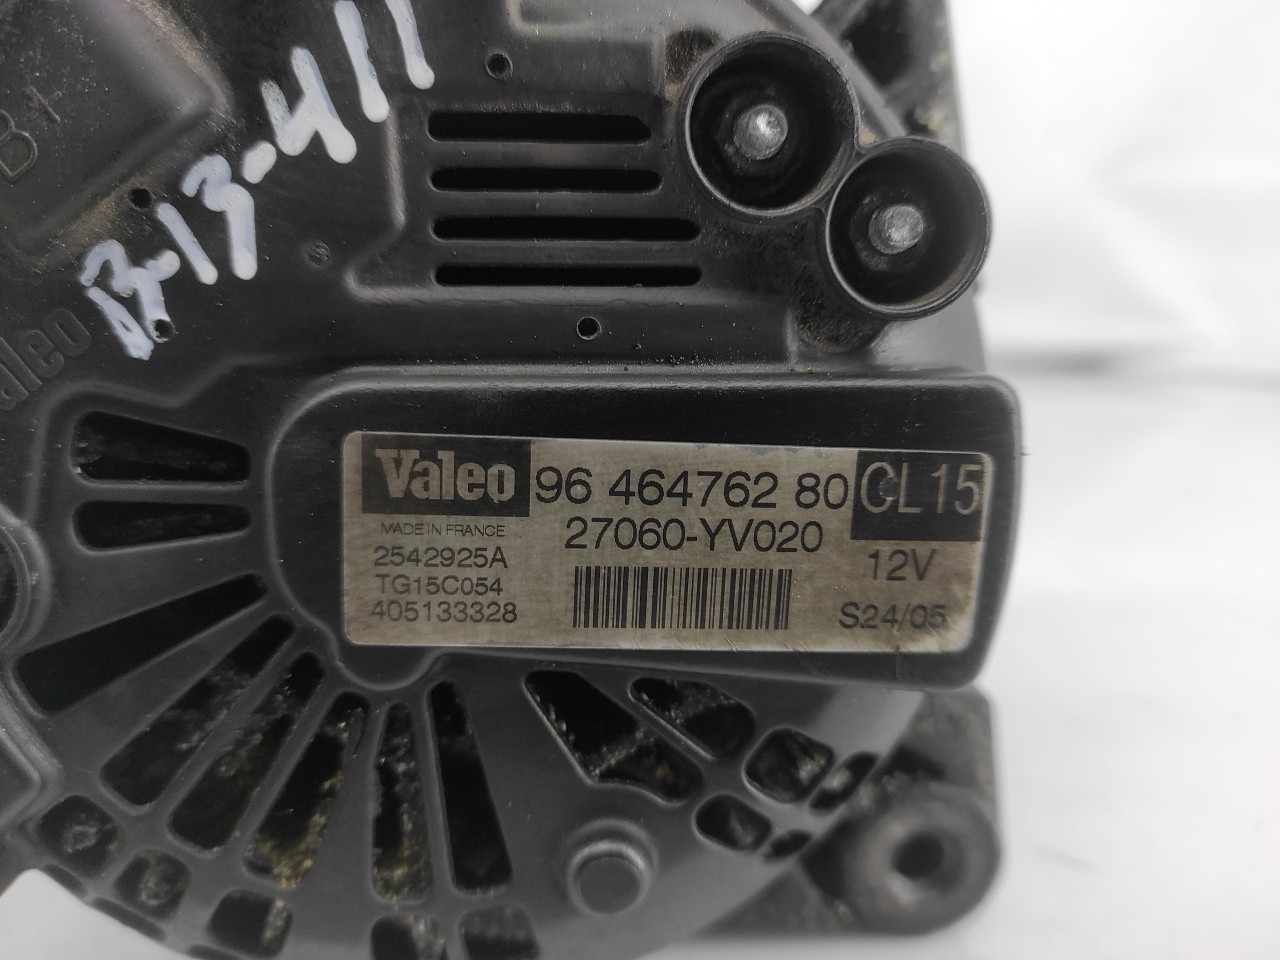 B+
B-13-411
Valeo
Valeo 96 464762 80 CL15
MADE IN FRANCE 27060-YV020
2542925A 12V
TG15C054
405133328 S24/05